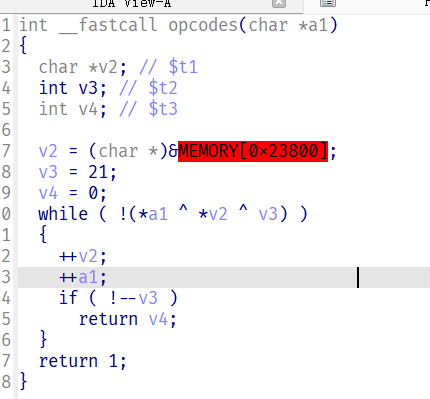 IDA View-A
1 int __fastcall opcodes(char *a1)
2 {
3 char *v2; // $t1
4 int v3; // $t2
5 int v4; // $t3
6
7 v2 = (char *)&MEMORY[0x23800];
8 v3 = 21;
9 v4 = 0;
0 while ( !(*a1 ^ *v2 ^ v3) )
1 {
2 ++v2;
3 ++a1;
4 if ( !--v3 )
5 return v4;
6 }
7 return 1;
8 }